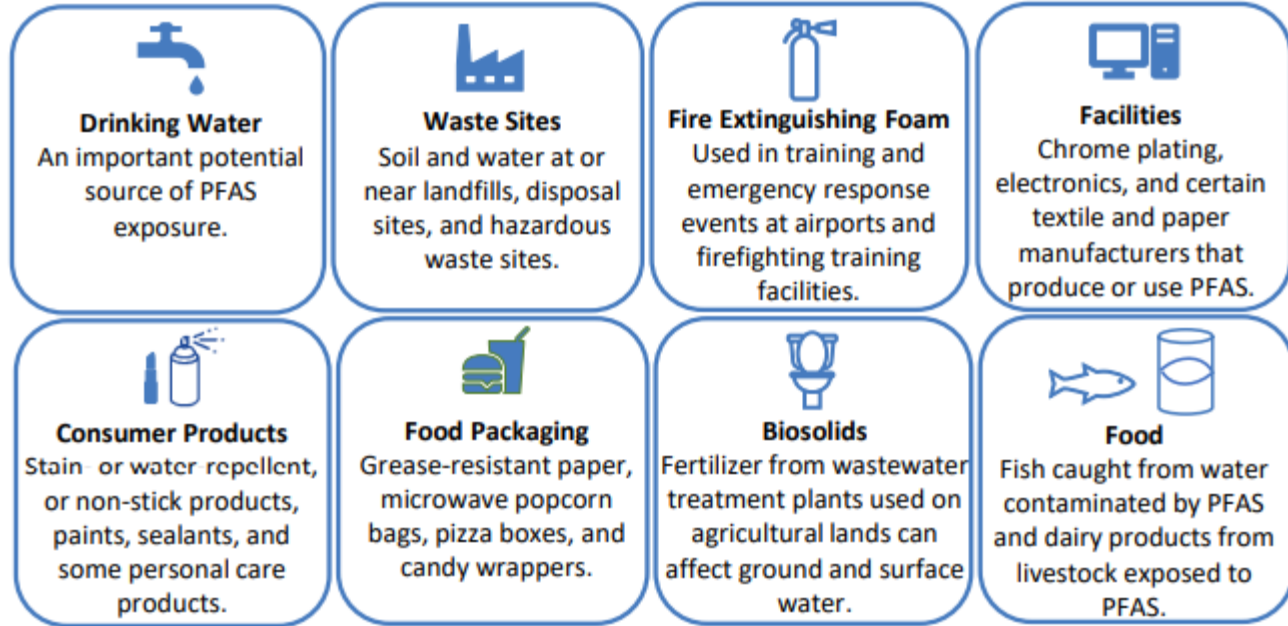 Drinking Water
An important potential
source of PFAS
exposure.
Waste Sites
Soil and water at or
near landfills, disposal
sites, and hazardous
waste sites.
Fire Extinguishing Foam
Used in training and
emergency response
events at airports and
firefighting training
facilities.
Facilities
Chrome plating,
electronics, and certain
textile and paper
manufacturers that
produce or use PFAS.
Consumer Products
Stain- or water-repellent,
or non-stick products,
paints, sealants, and
some personal care
products.
Food Packaging
Grease-resistant paper,
microwave popcorn
bags, pizza boxes, and
candy wrappers.
Biosolids
Fertilizer from wastewater
treatment plants used on
agricultural lands can
affect ground and surface
water.
Food
Fish caught from water
contaminated by PFAS
and dairy products from
livestock exposed to
PFAS.